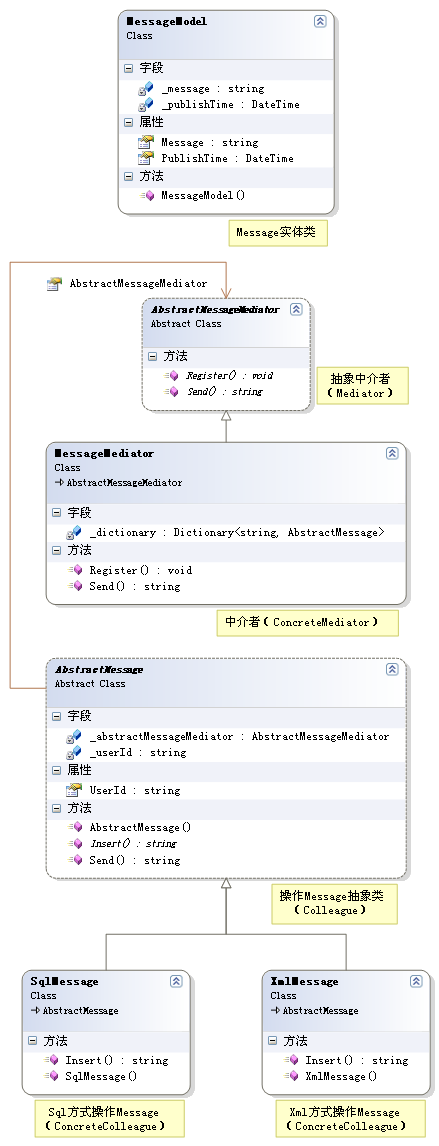 MessageModel
Class
字段
_message : string
_publishTime : DateTime
属性
Message : string
PublishTime : DateTime
方法
MessageModel()
Message实体类
AbstractMessageMediator
AbstractMessageMediator
Abstract Class
方法
Register() : void
Send() : string
抽象中介者
（Mediator）
MessageMediator
Class
AbstractMessageMediator
字段
_dictionary : Dictionary<string, AbstractMessage>
方法
Register() : void
Send() : string
中介者（ConcreteMediator）
AbstractMessage
Abstract Class
字段
_abstractMessageMediator : AbstractMessageMediator
_userId : string
属性
UserId : string
方法
AbstractMessage()
Insert() : string
Send() : string
操作Message抽象类
（Colleague）
SqlMessage
Class
AbstractMessage
方法
Insert() : string
SqlMessage()
Sql方式操作Message
（ConcreteColleague）
XmlMessage
Class
AbstractMessage
方法
Insert() : string
XmlMessage()
Xml方式操作Message
（ConcreteColleague）